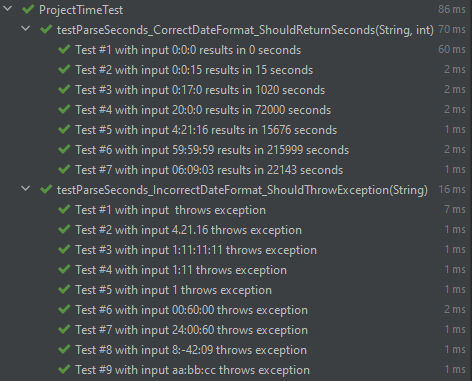 ProjectTimeTest 86 ms
testParseSeconds_CorrectDateFormat_ShouldReturnSeconds(String, int) 70 ms
Test #1 with input 0:0:0 results in 0 seconds 60 ms
Test #2 with input 0:0:15 results in 15 seconds 2 ms
Test #3 with input 0:17:0 results in 1020 seconds 2 ms
Test #4 with input 20:0:0 results in 72000 seconds 2 ms
Test #5 with input 4:21:16 results in 15676 seconds 1 ms
Test #6 with input 59:59:59 results in 215999 seconds 2 ms
Test #7 with input 06:09:03 results in 22143 seconds 1 ms
testParseSeconds_IncorrectDateFormat_ShouldThrowException(String) 16 ms
Test #1 with input  throws exception 7 ms
Test #2 with input 4.21.16 throws exception 2 ms
Test #3 with input 1:11:11:11 throws exception 1 ms
Test #4 with input 1:11 throws exception 1 ms
Test #5 with input 1 throws exception 1 ms
Test #6 with input 00:60:00 throws exception 2 ms
Test #7 with input 24:00:60 throws exception 1 ms
Test #8 with input 8:-42:09 throws exception 1 ms
Test #9 with input aa:bb:cc throws exception 1 ms